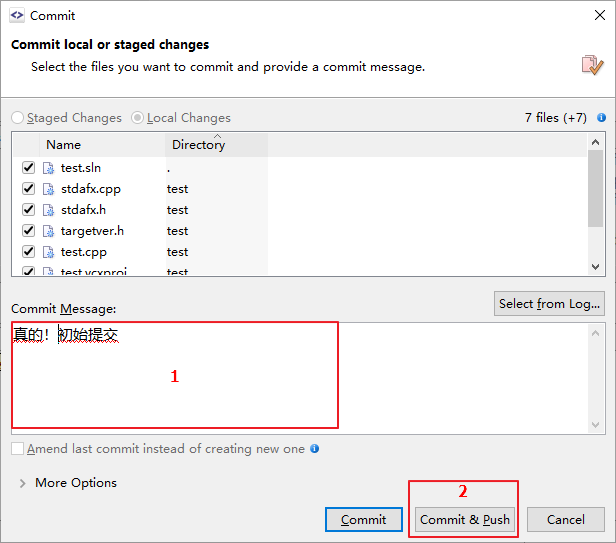 Commit
Commit local or staged changes
Select the files you want to commit and provide a commit message.
Staged Changes Local Changes 7 files (+7)
Name Directory
test.sln .
stdafx.cpp test
stdafx.h test
targetver.h test
test.cpp test
test.vcxproj test
Commit Message: Select from Log...
真的！初始提交
1
Amend last commit instead of creating new one
More Options
2
Commit Commit & Push Cancel